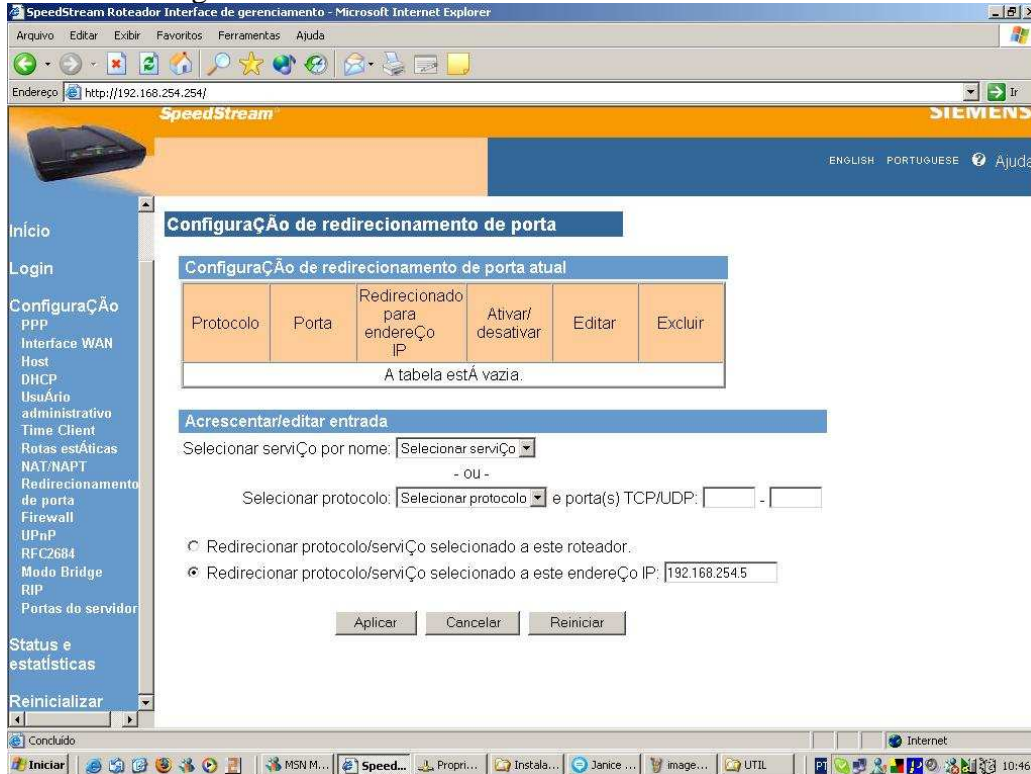 SpeedStream Roteador Interface de gerenciamento - Microsoft Internet Explorer
Arquivo Editar Exibir Favoritos Ferramentas Ajuda
Endereço http://192.168.254.254/ Ir
SpeedStream SIEMENS
ENGLISH PORTUGUESE ? Ajuda
InÍcio
Login
ConfiguraÇÃo
PPP
Interface WAN
Host
DHCP
UsuÁrio
administrativo
Time Client
Rotas estÁticas
NAT/NAPT
Redirecionamento
de porta
Firewall
UPnP
RFC2684
Modo Bridge
RIP
Portas do servidor
Status e
estatÍsticas
Reinicializar
ConfiguraÇÃo de redirecionamento de porta
ConfiguraÇÃo de redirecionamento de porta atual
Protocolo Porta Redirecionado para endereÇo IP Ativar/ desativar Editar Excluir
A tabela estÁ vazia.
Acrescentar/editar entrada
Selecionar serviÇo por nome: Selecionar serviÇo
- ou -
Selecionar protocolo: Selecionar protocolo e porta(s) TCP/UDP: -
Redirecionar protocolo/serviÇo selecionado a este roteador.
Redirecionar protocolo/serviÇo selecionado a este endereÇo IP: 192.168.254.5
Aplicar Cancelar Reiniciar
Concluído Internet
Iniciar MSN M... Speed... Propri... Instala... Janice ... image... UTIL PT 10:46